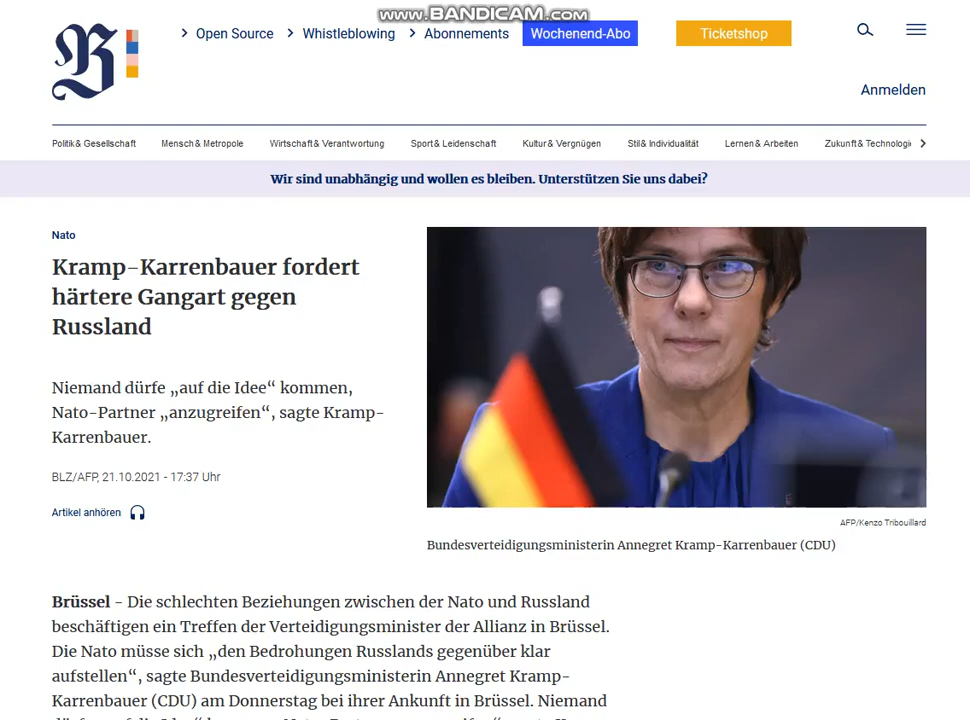 www.BANDICAM.com
Open Source
Whistleblowing
Abonnements
Wochenend-Abo
Ticketshop
B
Anmelden
Politik & Gesellschaft
Mensch & Metropole
Wirtschaft & Verantwortung
Sport & Leidenschaft
Kultur & Vergnügen
Stil & Individualität
Lernen & Arbeiten
Zukunft & Technologi
Wir sind unabhängig und wollen es bleiben. Unterstützen Sie uns dabei?
Nato
Kramp-Karrenbauer fordert
härtere Gangart gegen
Russland
Niemand dürfe „auf die Idee“ kommen,
Nato-Partner „anzugreifen“, sagte Kramp-
Karrenbauer.
BLZ/AFP, 21.10.2021 - 17:37 Uhr
Artikel anhören
AFP/Kenzo Tribouillard
Bundesverteidigungsministerin Annegret Kramp-Karrenbauer (CDU)
Brüssel - Die schlechten Beziehungen zwischen der Nato und Russland
beschäftigen ein Treffen der Verteidigungsminister der Allianz in Brüssel.
Die Nato müsse sich „den Bedrohungen Russlands gegenüber klar
aufstellen“, sagte Bundesverteidigungsministerin Annegret Kramp-
Karrenbauer (CDU) am Donnerstag bei ihrer Ankunft in Brüssel. Niemand